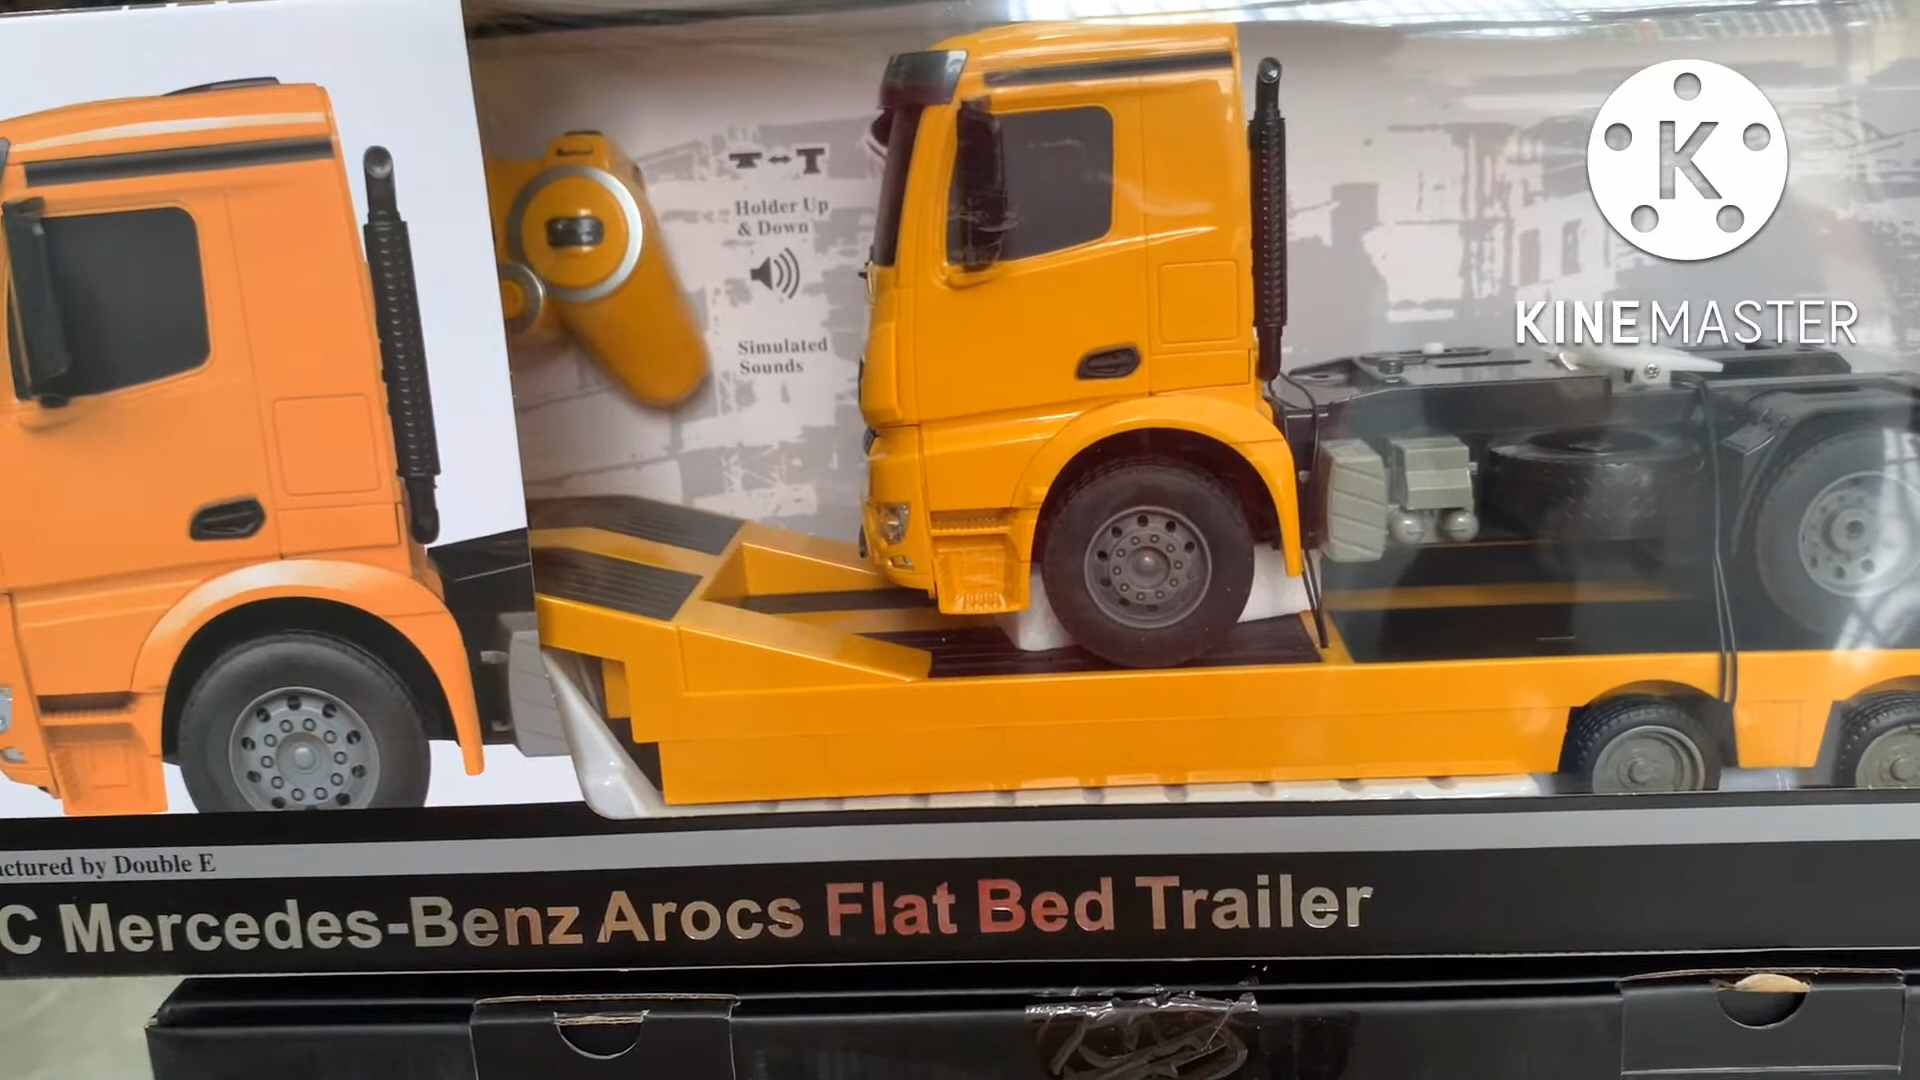 K
KINEMASTER
Holder Up
& Down
Simulated
Sounds
actured by Double E
C Mercedes-Benz Arocs Flat Bed Trailer